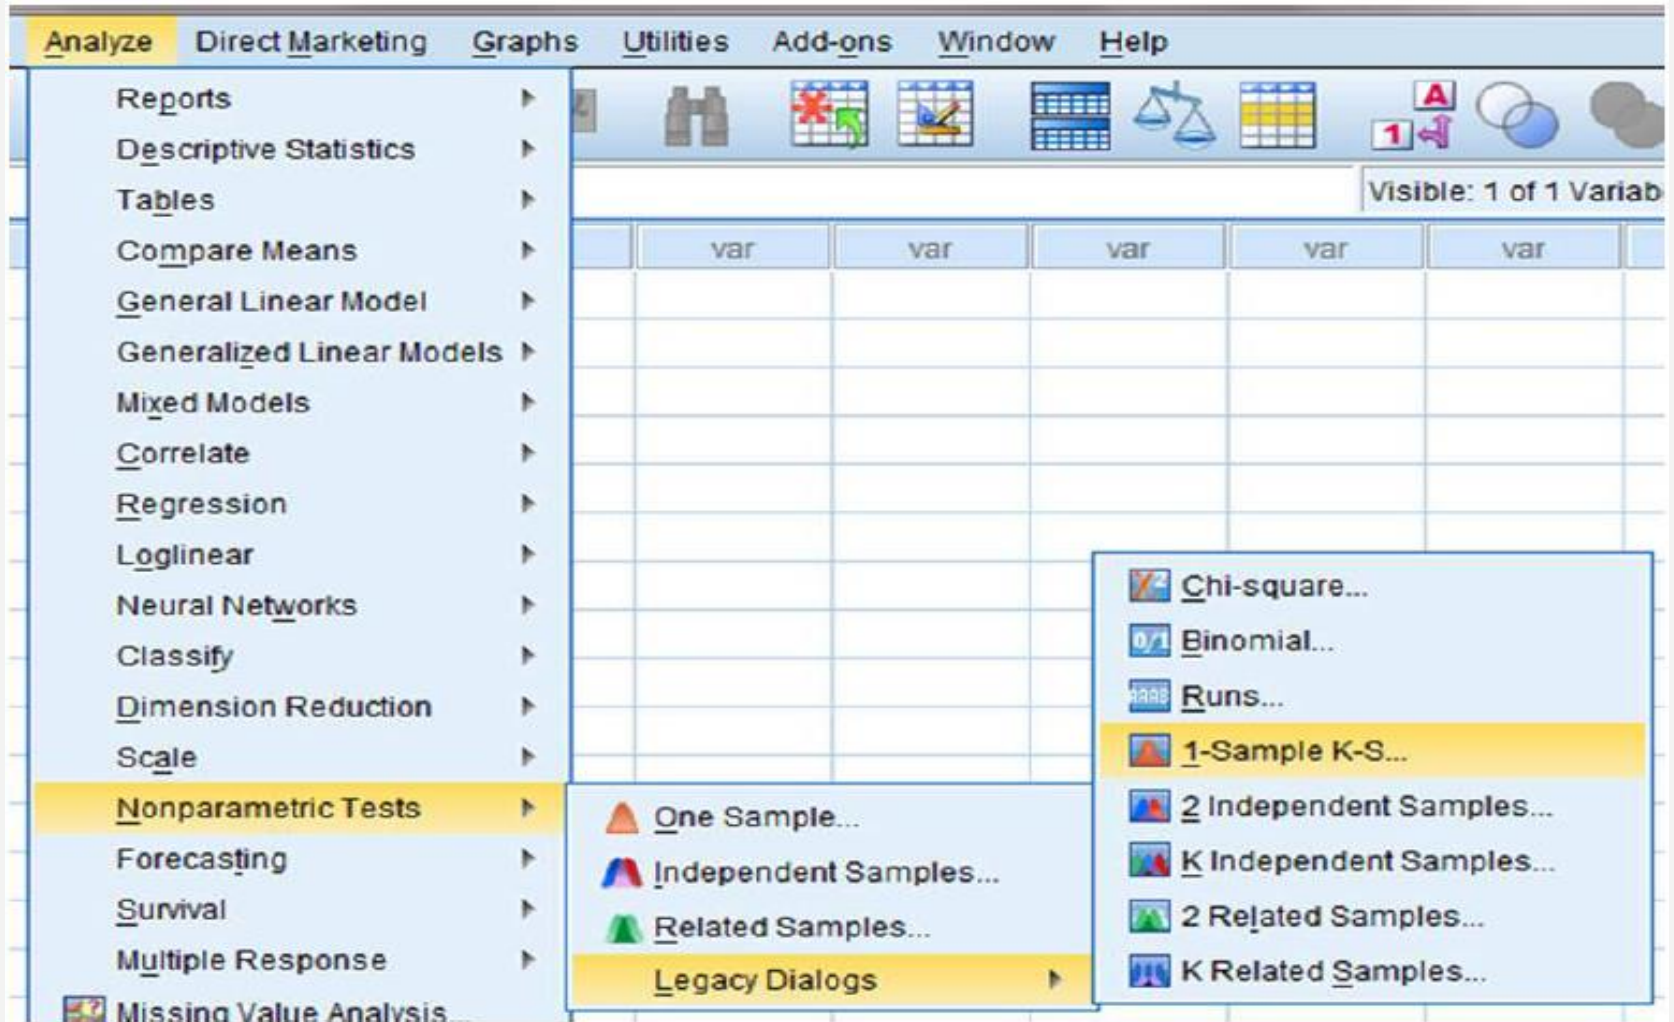 Analyze Direct Marketing Graphs Utilities Add-ons Window Help
Reports
Descriptive Statistics
Tables
Compare Means
General Linear Model
Generalized Linear Models
Mixed Models
Correlate
Regression
Loglinear
Neural Networks
Classify
Dimension Reduction
Scale
Nonparametric Tests
Forecasting
Survival
Multiple Response
Missing Value Analysis...
One Sample...
Independent Samples...
Related Samples...
Legacy Dialogs
Chi-square...
Binomial...
Runs...
1-Sample K-S...
2 Independent Samples...
K Independent Samples...
2 Related Samples...
K Related Samples...
A
1
Visible: 1 of 1 Variab
var var var var var